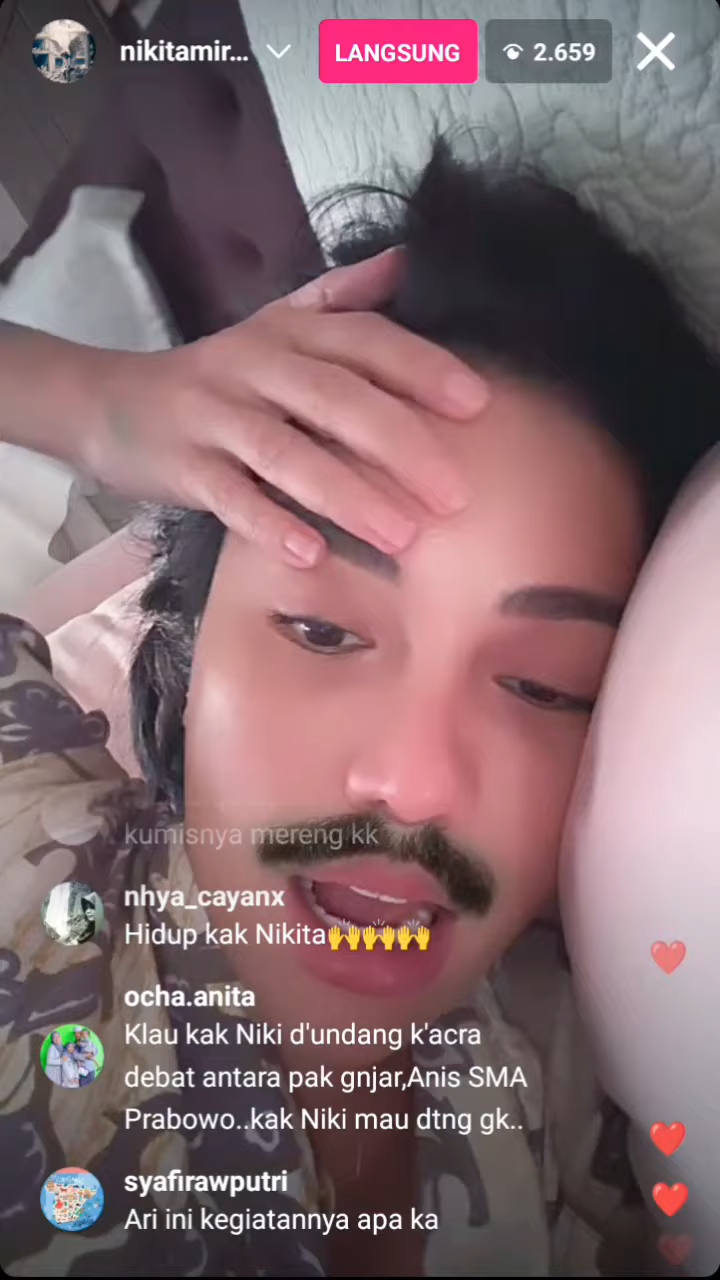 nikitamir...
LANGSUNG
2.659
kumisnya mereng kk
nhya_cayanx
Hidup kak Nikita🙌🙌🙌
ocha.anita
Klau kak Niki d'undang k'acra
debat antara pak gnjar,Anis SMA
Prabowo..kak Niki mau dtng gk..
syafirawputri
Ari ini kegiatannya apa ka